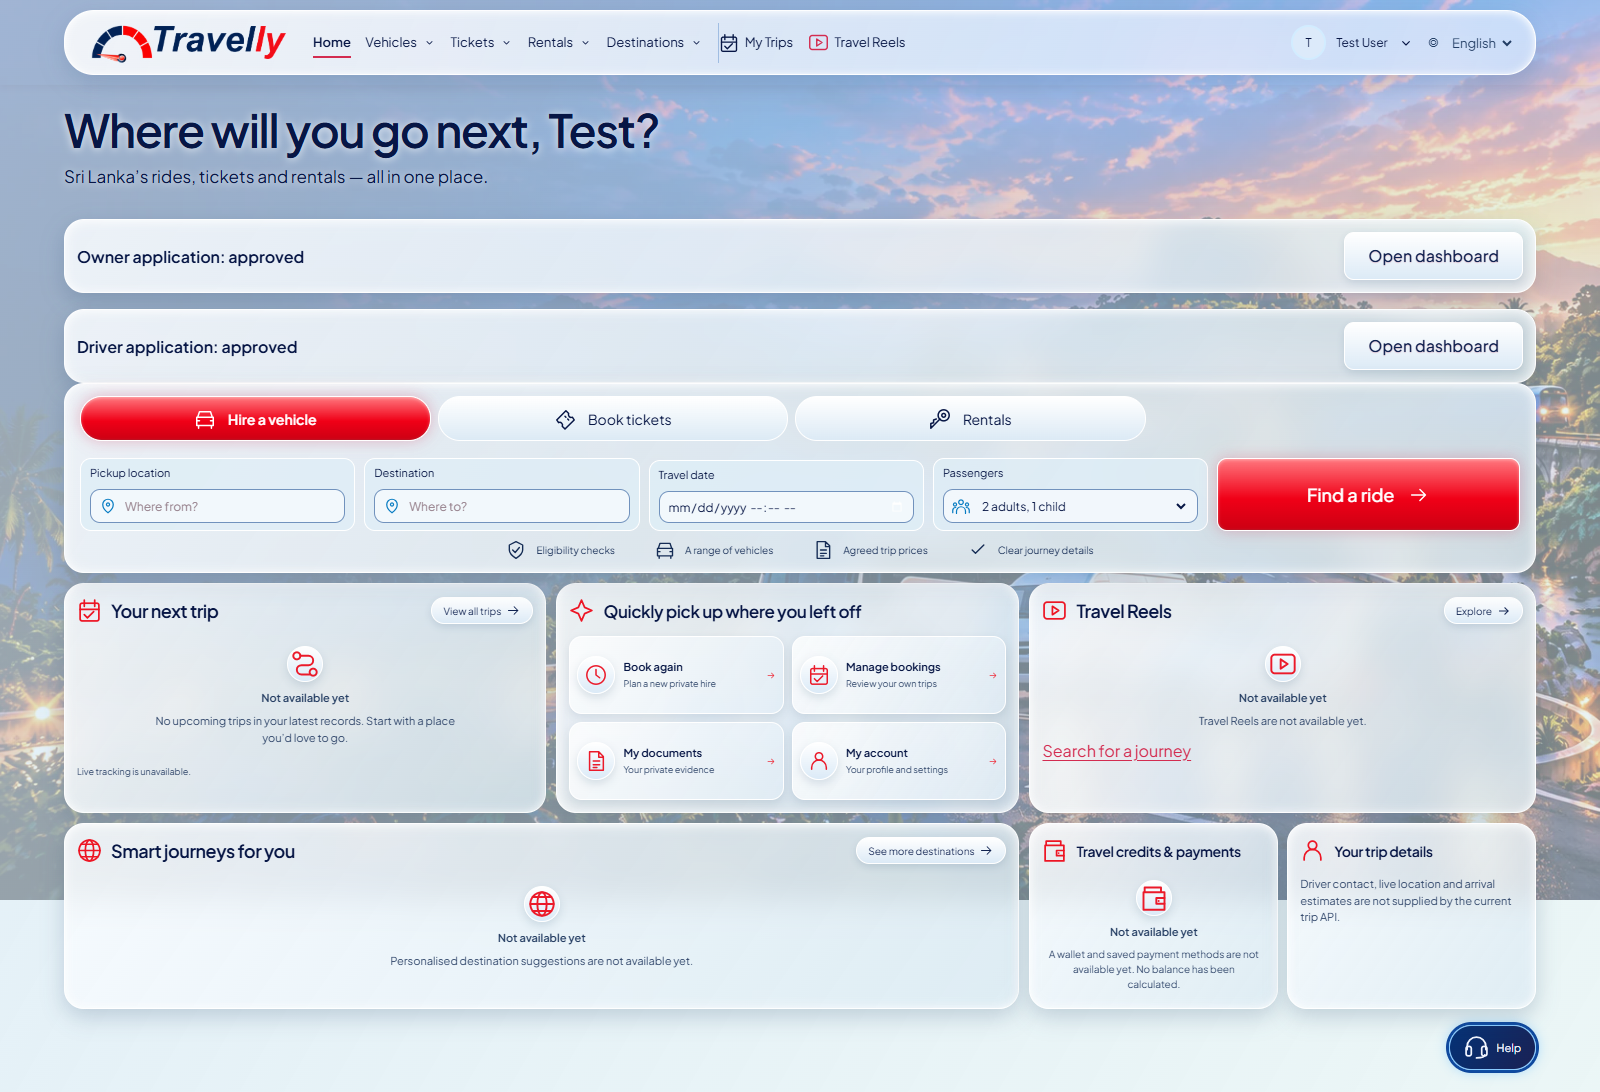 Travelly
Home
Vehicles
Tickets
Rentals
Destinations
My Trips
Travel Reels
T
Test User
English
Where will you go next, Test?
Sri Lanka's rides, tickets and rentals — all in one place.
Owner application: approved
Open dashboard
Driver application: approved
Open dashboard
Hire a vehicle
Book tickets
Rentals
Pickup location
Where from?
Destination
Where to?
Travel date
mm/dd/yyyy --:-- --
Passengers
2 adults, 1 child
Find a ride
Eligibility checks
A range of vehicles
Agreed trip prices
Clear journey details
Your next trip
View all trips
Not available yet
No upcoming trips in your latest records. Start with a place
you'd love to go.
Live tracking is unavailable.
Quickly pick up where you left off
Book again
Plan a new private hire
Manage bookings
Review your own trips
My documents
Your private evidence
My account
Your profile and settings
Travel Reels
Explore
Not available yet
Travel Reels are not available yet.
Search for a journey
Smart journeys for you
See more destinations
Not available yet
Personalised destination suggestions are not available yet.
Travel credits & payments
Not available yet
A wallet and saved payment methods are not
available yet. No balance has been
calculated.
Your trip details
Driver contact, live location and arrival
estimates are not supplied by the current
trip API.
Help